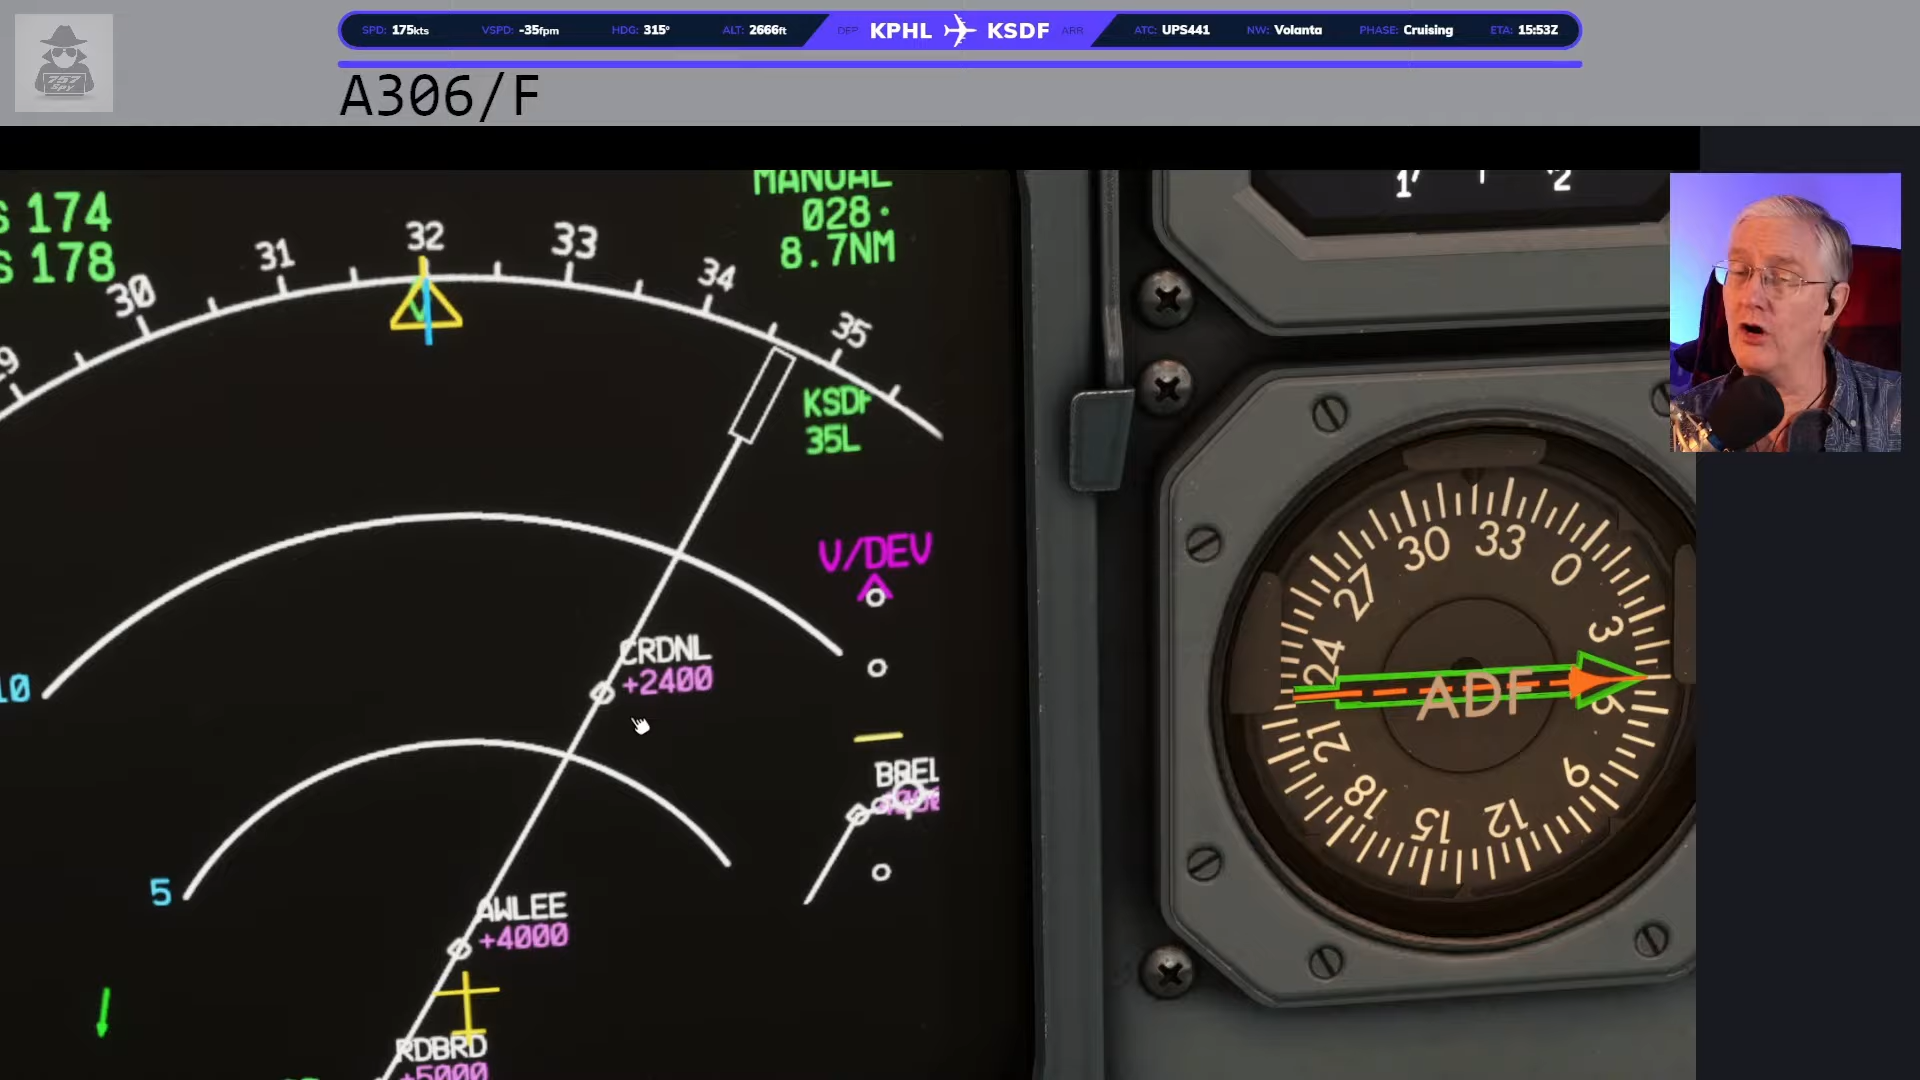 SPD: 175kts VSPD: -35fpm HDG: 315° ALT: 2666ft DEP KPHL KSDF ARR ATC: UPS441 NW: Volanta PHASE: Cruising ETA: 15:53Z
757
Spy
A306/F
S 174
S 178
MANUAL
028·
8.7NM
30 31 32 33 34 35
KSDF
35L
V/DEV
CRDNL
+2400
10
5
AWLEE
+4000
RDBRD
+5000
ADF
30 33 0 3 6 9 12 15 18 21 24 27